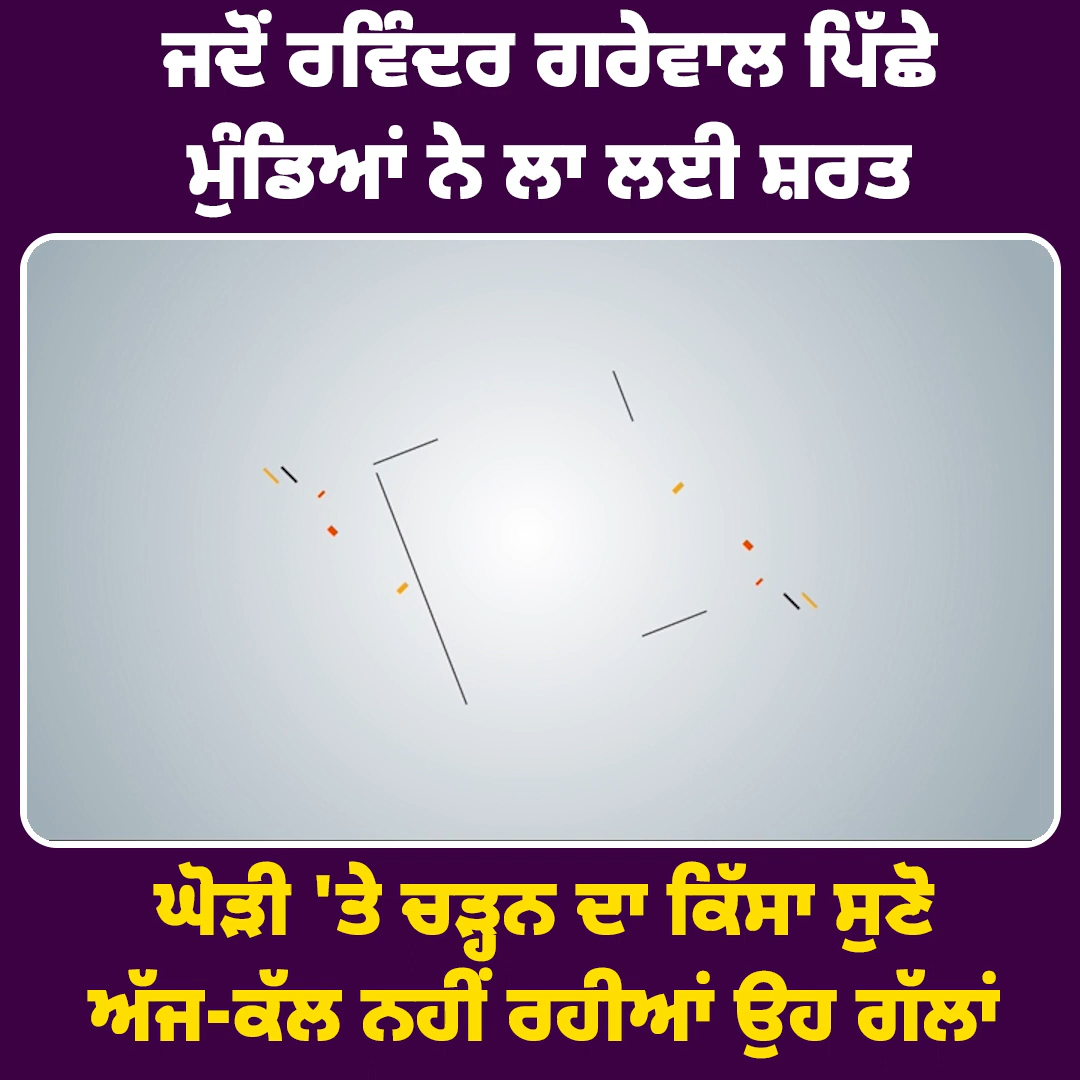 ਜਦੋਂ ਰਵਿੰਦਰ ਗਰੇਵਾਲ ਪਿੱਛੇ
ਮੁੰਡਿਆਂ ਨੇ ਲਾ ਲਈ ਸ਼ਰਤ
ਘੋੜੀ 'ਤੇ ਚੜ੍ਹਨ ਦਾ ਕਿੱਸਾ ਸੁਣੋ
ਅੱਜ-ਕੱਲ ਨਹੀਂ ਰਹੀਆਂ ਉਹ ਗੱਲਾਂ